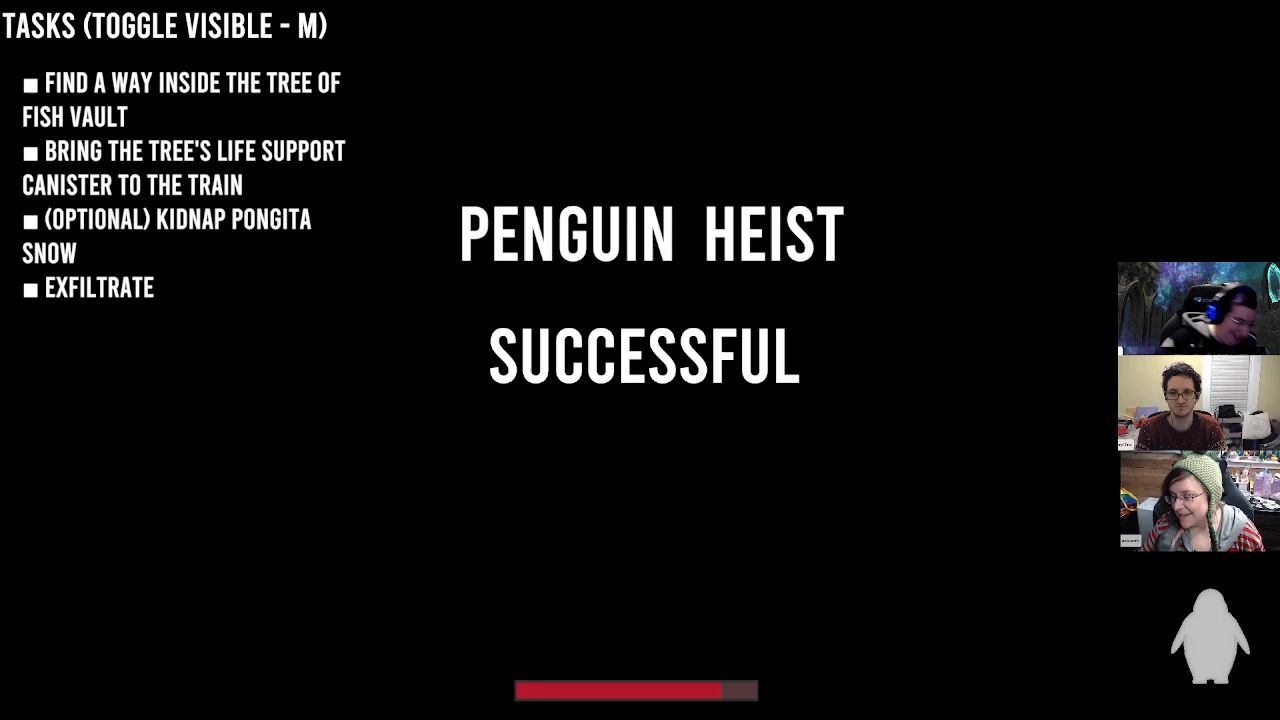 TASKS (TOGGLE VISIBLE - M)
■ FIND A WAY INSIDE THE TREE OF
FISH VAULT
■ BRING THE TREE'S LIFE SUPPORT
CANISTER TO THE TRAIN
■ (OPTIONAL) KIDNAP PONGITA
SNOW
■ EXFILTRATE
PENGUIN HEIST
SUCCESSFUL